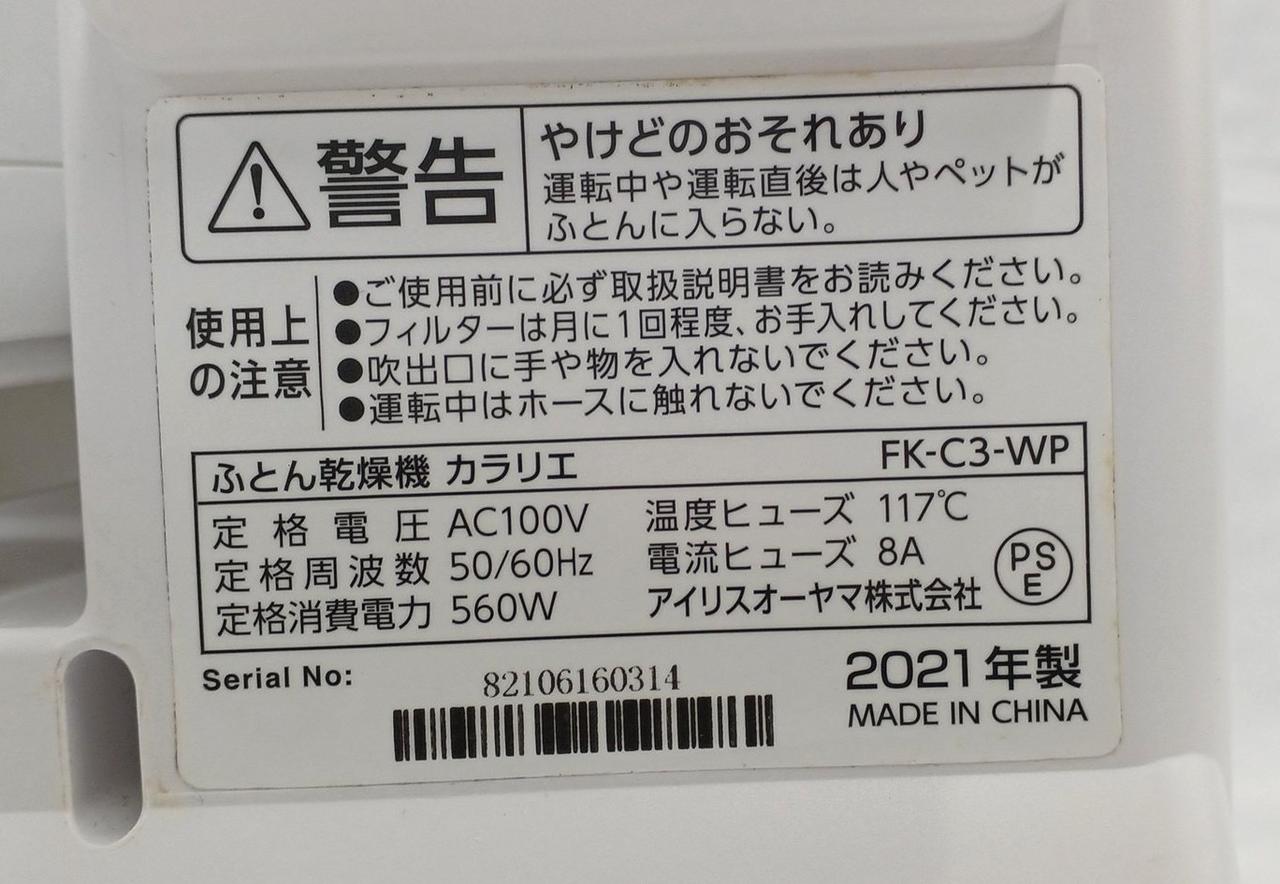 警告
やけどのおそれあり
運転中や運転直後は人やペットが
ふとんに入らない。
使用上
の注意
●ご使用前に必ず取扱説明書をお読みください。
●フィルターは月に1回程度、お手入れしてください。
●吹出口に手や物を入れないでください。
●運転中はホースに触れないでください。
ふとん乾燥機 カラリエ FK-C3-WP
定格電圧 AC100V 温度ヒューズ 117℃
定格周波数 50/60Hz 電流ヒューズ 8A
定格消費電力 560W アイリスオーヤマ株式会社
PS
E
Serial No: 82106160314
2021年製
MADE IN CHINA